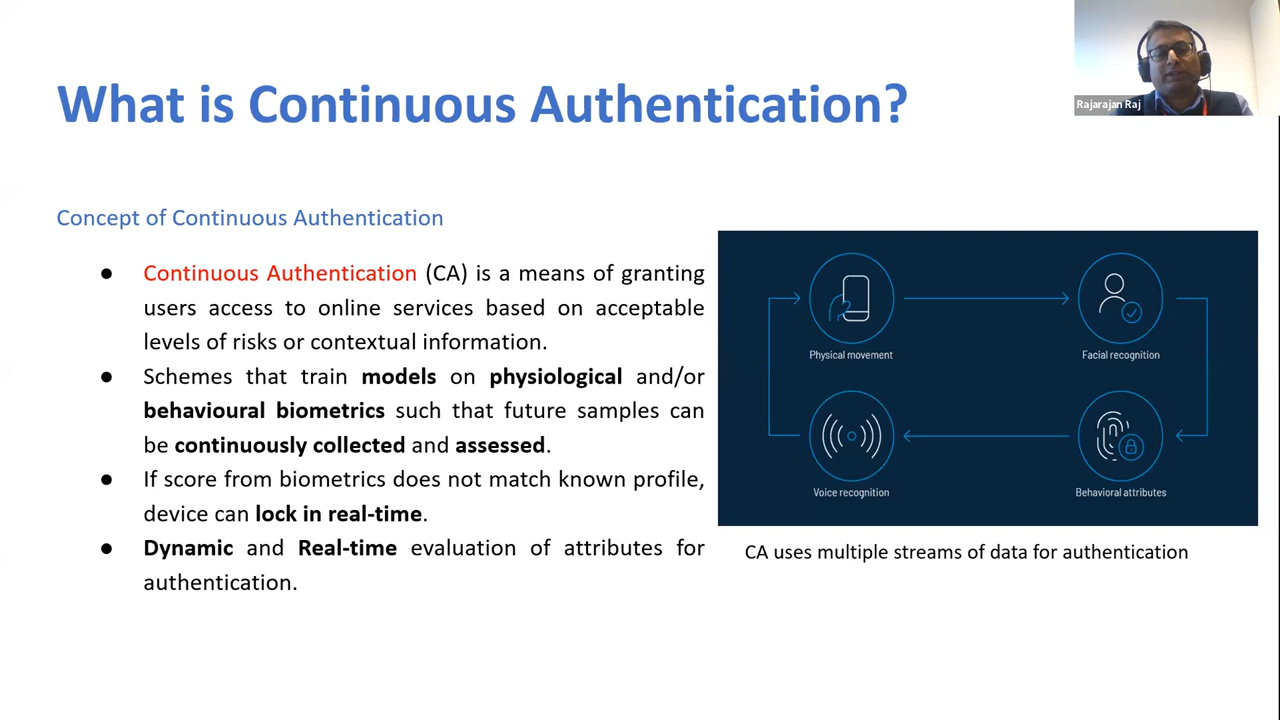 What is Continuous Authentication?
Rajarajan Raj
Concept of Continuous Authentication
● Continuous Authentication (CA) is a means of granting
users access to online services based on acceptable
levels of risks or contextual information.
● Schemes that train models on physiological and/or
behavioural biometrics such that future samples can
be continuously collected and assessed.
● If score from biometrics does not match known profile,
device can lock in real-time.
● Dynamic and Real-time evaluation of attributes for
authentication.
Physical movement
Facial recognition
Voice recognition
Behavioral attributes
CA uses multiple streams of data for authentication